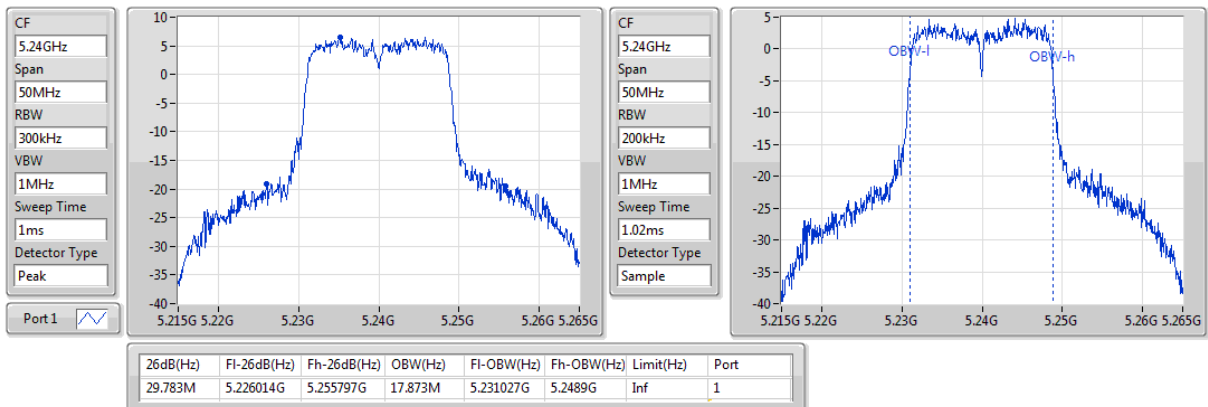 CF
5.24GHz
Span
50MHz
RBW
300kHz
VBW
1MHz
Sweep Time
1ms
Detector Type
Peak
Port 1
10
5
0
-5
-10
-15
-20
-25
-30
-35
-40
5.215G 5.22G 5.23G 5.24G 5.25G 5.26G 5.265G
CF
5.24GHz
Span
50MHz
RBW
200kHz
VBW
1MHz
Sweep Time
1.02ms
Detector Type
Sample
5
0
-5
-10
-15
-20
-25
-30
-35
-40
OBW-l
OBW-h
5.215G 5.22G 5.23G 5.24G 5.25G 5.26G 5.265G
26dB(Hz) Fl-26dB(Hz) Fh-26dB(Hz) OBW(Hz) Fl-OBW(Hz) Fh-OBW(Hz) Limit(Hz) Port
29.783M 5.226014G 5.255797G 17.873M 5.231027G 5.2489G Inf 1